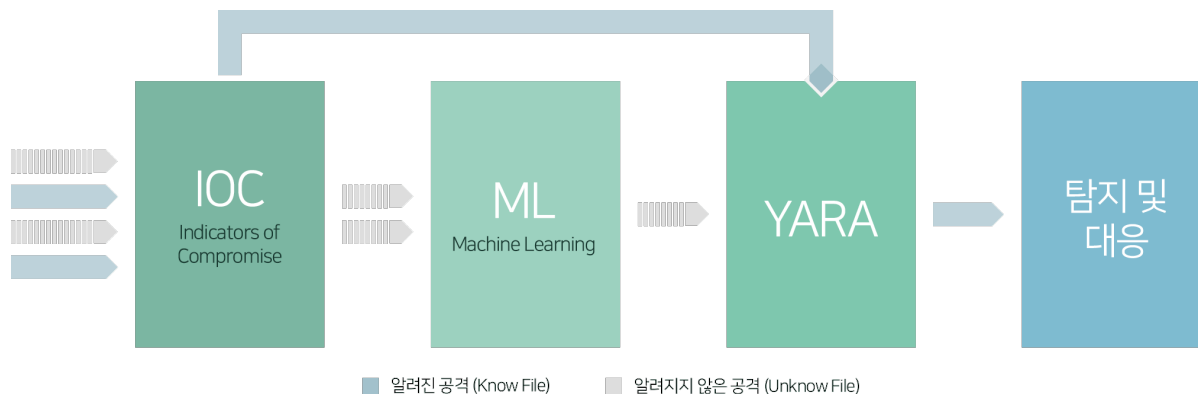 IOC
Indicators of
Compromise
ML
Machine Learning
YARA
탐지 및
대응
알려진 공격 (Know File)
알려지지 않은 공격 (Unknow File)